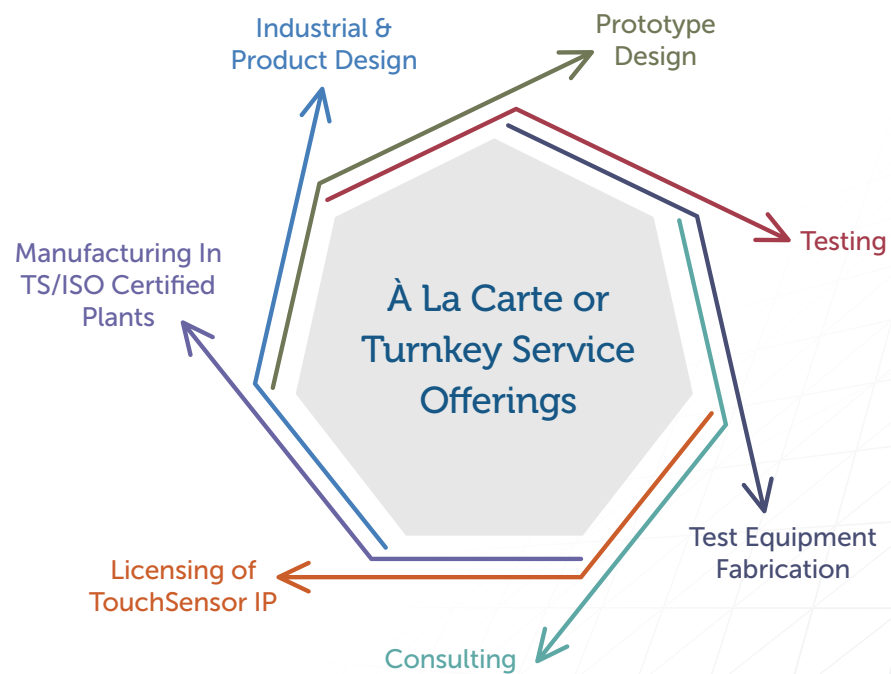 Industrial &
Product Design
Prototype
Design
Testing
Manufacturing In
TS/ISO Certified
Plants
À La Carte or
Turnkey Service
Offerings
Test Equipment
Fabrication
Licensing of
TouchSensor IP
Consulting